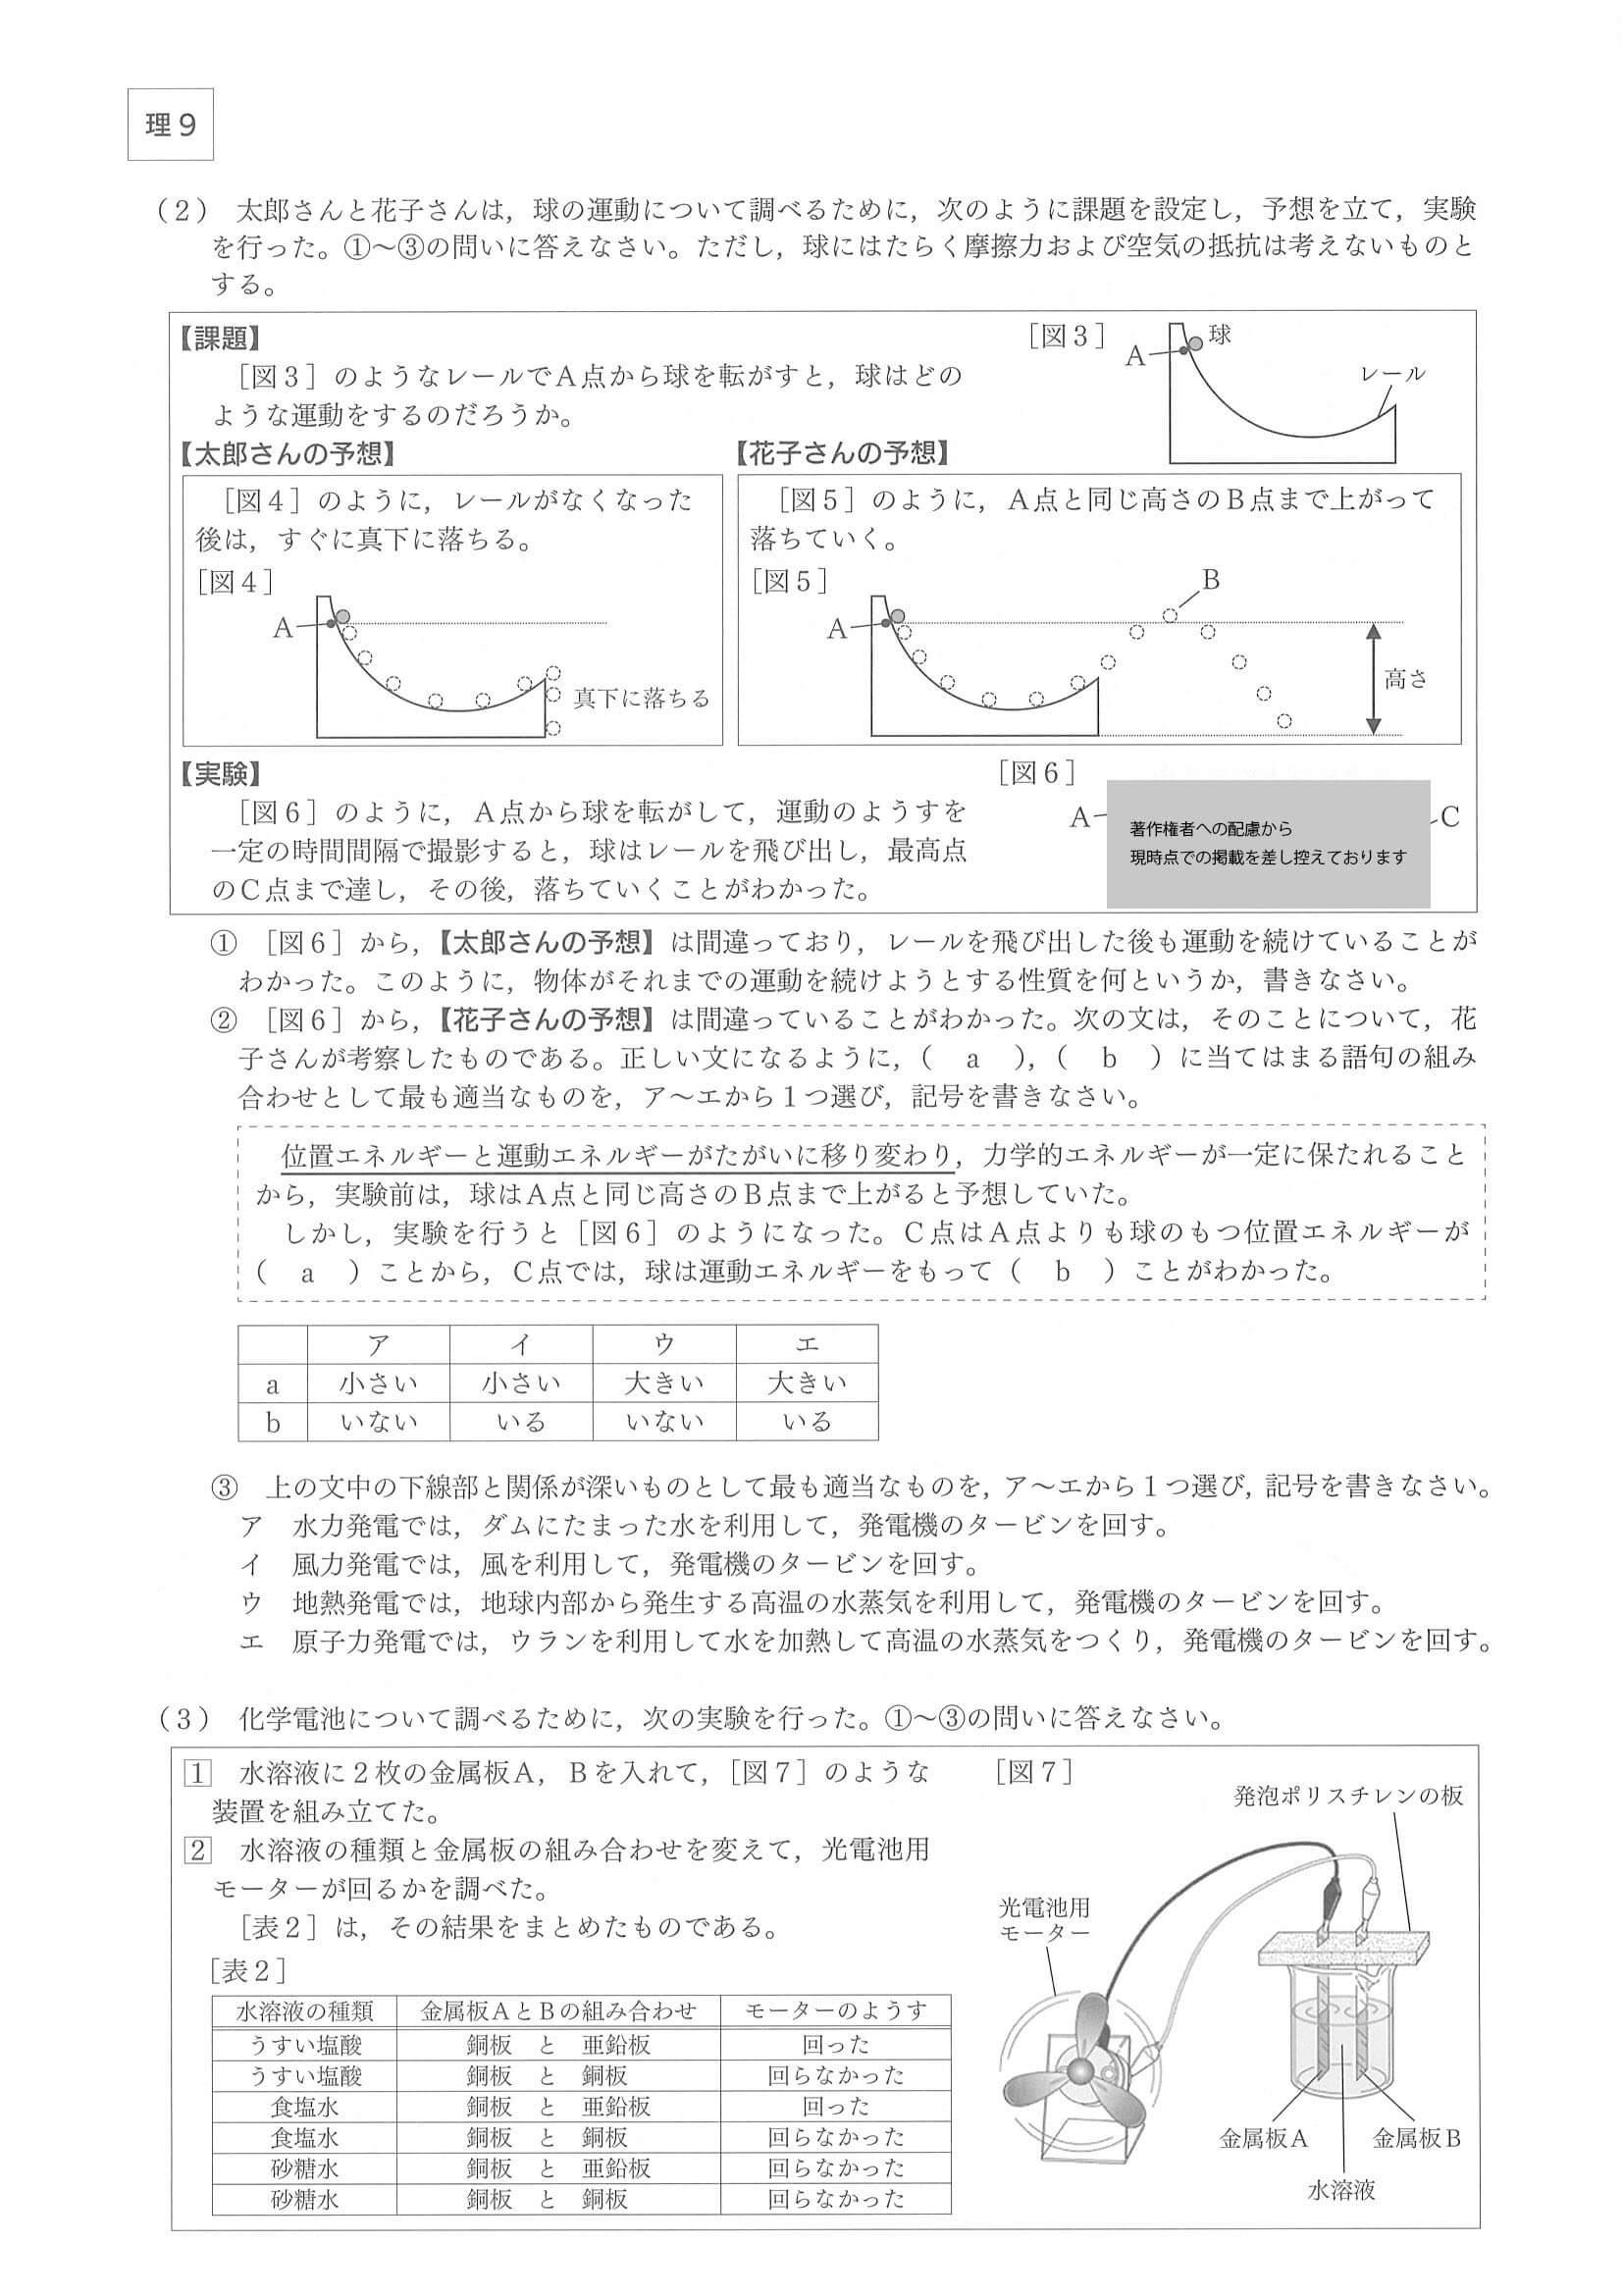 理9
（2） 太郎さんと花子さんは，球の運動について調べるために，次のように課題を設定し，予想を立て，実験
を行った。①～③の問いに答えなさい。ただし，球にはたらく摩擦力および空気の抵抗は考えないものと
する。
【課題】
［図3］のようなレールでA点から球を転がすと，球はどの
ような運動をするのだろうか。
［図3］
A
球
レール
【太郎さんの予想】
［図4］のように，レールがなくなった
後は，すぐに真下に落ちる。
［図4］
A
真下に落ちる
【花子さんの予想】
［図5］のように，A点と同じ高さのB点まで上がって
落ちていく。
［図5］
A
B
高さ
【実験】
［図6］のように，A点から球を転がして，運動のようすを
一定の時間間隔で撮影すると，球はレールを飛び出し，最高点
のC点まで達し，その後，落ちていくことがわかった。
［図6］
A
C
著作権者への配慮から
現時点での掲載を差し控えております
① ［図6］から，【太郎さんの予想】は間違っており，レールを飛び出した後も運動を続けていることが
わかった。このように，物体がそれまでの運動を続けようとする性質を何というか，書きなさい。
② ［図6］から，【花子さんの予想】は間違っていることがわかった。次の文は，そのことについて，花
子さんが考察したものである。正しい文になるように，（ a ），（ b ）に当てはまる語句の組み
合わせとして最も適当なものを，ア～エから1つ選び，記号を書きなさい。
位置エネルギーと運動エネルギーがたがいに移り変わり，力学的エネルギーが一定に保たれること
から，実験前は，球はA点と同じ高さのB点まで上がると予想していた。
しかし，実験を行うと［図6］のようになった。C点はA点よりも球のもつ位置エネルギーが
（ a ）ことから，C点では，球は運動エネルギーをもって（ b ）ことがわかった。
ア イ ウ エ
a 小さい 小さい 大きい 大きい
b いない いる いない いる
③ 上の文中の下線部と関係が深いものとして最も適当なものを，ア～エから1つ選び，記号を書きなさい。
ア 水力発電では，ダムにたまった水を利用して，発電機のタービンを回す。
イ 風力発電では，風を利用して，発電機のタービンを回す。
ウ 地熱発電では，地球内部から発生する高温の水蒸気を利用して，発電機のタービンを回す。
エ 原子力発電では，ウランを利用して水を加熱して高温の水蒸気をつくり，発電機のタービンを回す。
（3） 化学電池について調べるために，次の実験を行った。①～③の問いに答えなさい。
1 水溶液に2枚の金属板A，Bを入れて，［図7］のような
装置を組み立てた。
2 水溶液の種類と金属板の組み合わせを変えて，光電池用
モーターが回るかを調べた。
［表2］は，その結果をまとめたものである。
［表2］
水溶液の種類 金属板AとBの組み合わせ モーターのようす
うすい塩酸 銅板 と 亜鉛板 回った
うすい塩酸 銅板 と 銅板 回らなかった
食塩水 銅板 と 亜鉛板 回った
食塩水 銅板 と 銅板 回らなかった
砂糖水 銅板 と 亜鉛板 回らなかった
砂糖水 銅板 と 銅板 回らなかった
［図7］
発泡ポリスチレンの板
光電池用
モーター
金属板A
金属板B
水溶液